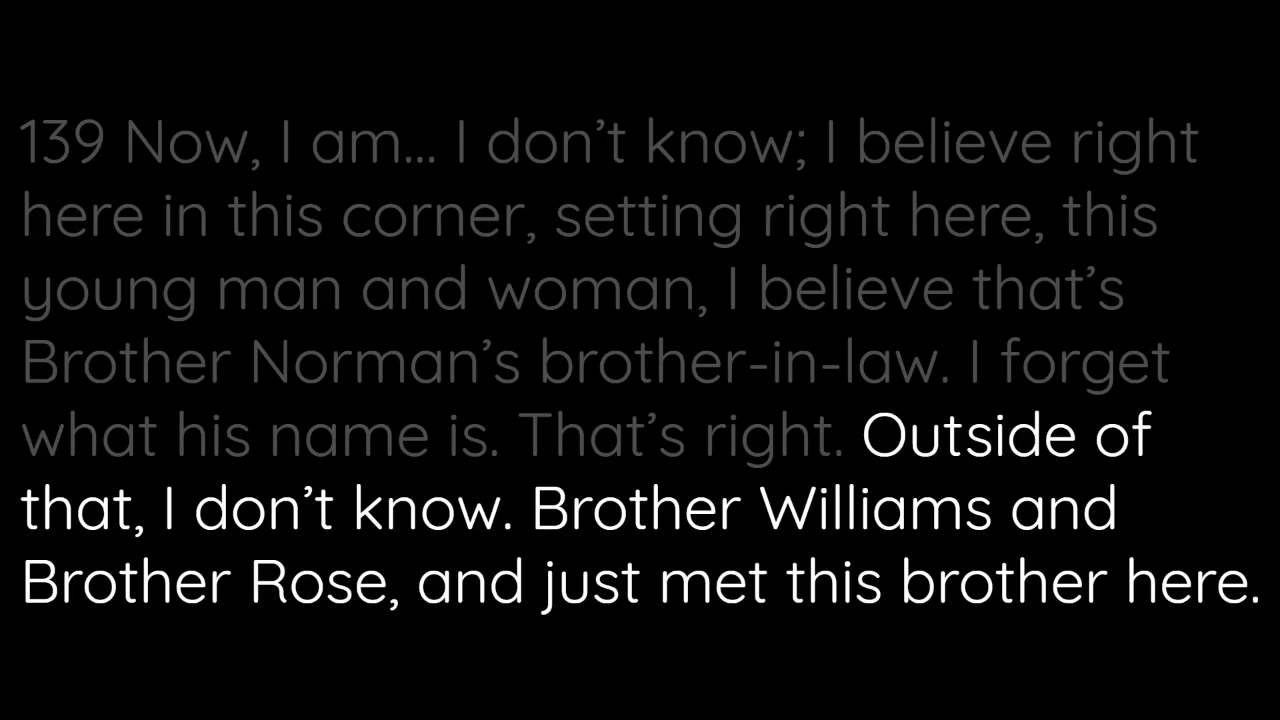 139 Now, I am... I don’t know; I believe right
here in this corner, setting right here, this
young man and woman, I believe that’s
Brother Norman’s brother-in-law. I forget
what his name is. That’s right. Outside of
that, I don’t know. Brother Williams and
Brother Rose, and just met this brother here.